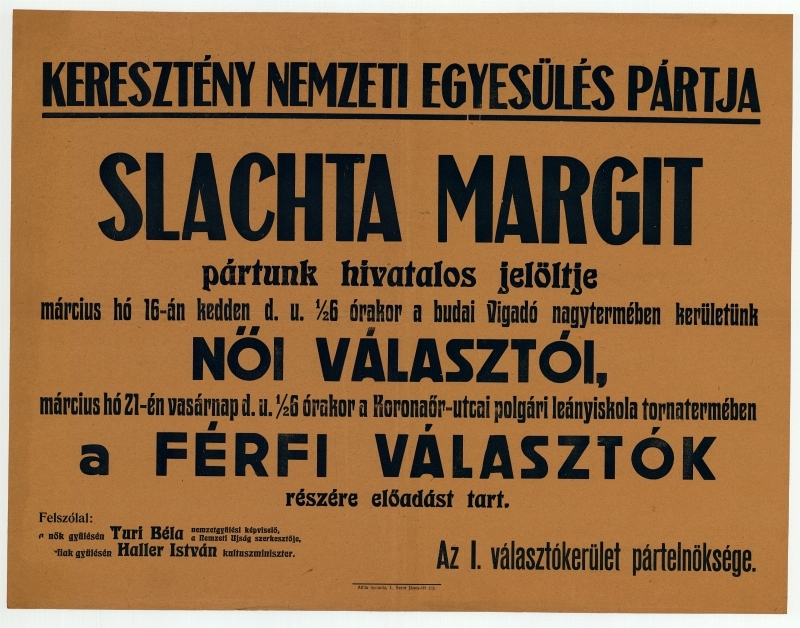 KERESZTÉNY NEMZETI EGYESÜLÉS PÁRTJA
SLACHTA MARGIT
pártunk hivatalos jelöltje
március hó 16-án kedden d. u. ½6 órakor a budai Vigadó nagytermében kerületünk
NŐI VÁLASZTÓI,
március hó 21-én vasárnap d. u. ½6 órakor a Koronaőr-utcai polgári leányiskola tornatermében
a FÉRFI VÁLASZTÓK
részére előadást tart.
Felszólal:
a nők gyűlésén Turi Béla nemzetgyűlési képviselő,
a Nemzeti Ujság szerkesztője,
gyűlésén Haller István kultuszminiszter.
Az I. választókerület pártelnöksége.